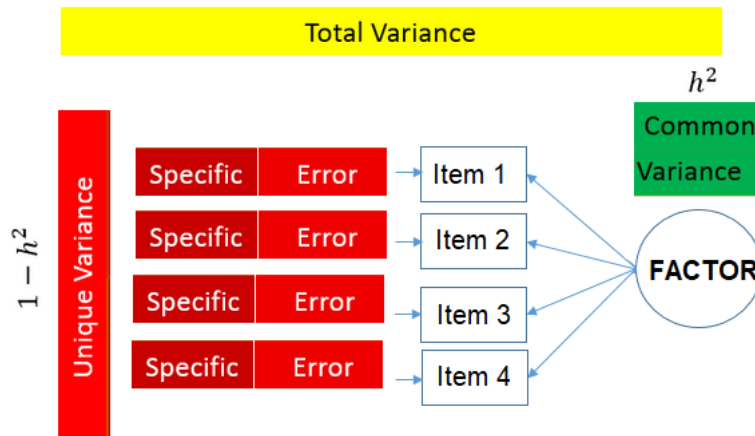 Total Variance
h²
Common
Variance
Specific Error Item 1
Specific Error Item 2
Specific Error Item 3
Specific Error Item 4
FACTOR
Unique Variance
1 − h²